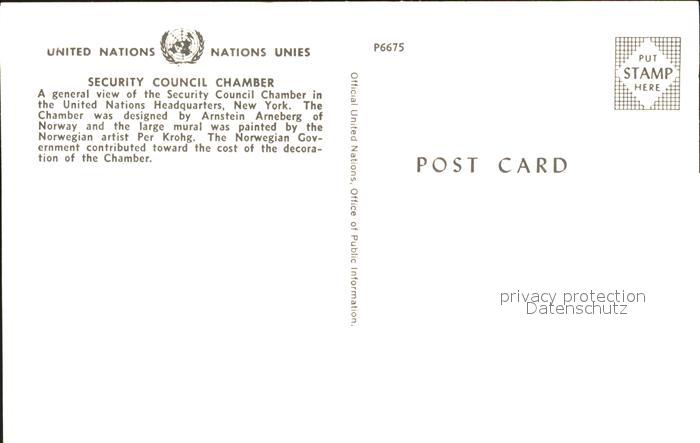 UNITED NATIONS NATIONS UNIES
SECURITY COUNCIL CHAMBER
A general view of the Security Council Chamber in
the United Nations Headquarters, New York. The
Chamber was designed by Arnstein Arneberg of
Norway and the large mural was painted by the
Norwegian artist Per Krohg. The Norwegian Gov-
ernment contributed toward the cost of the decora-
tion of the Chamber.
Official United Nations, Office of Public Information.
P6675
PUT
STAMP
HERE
POST CARD
privacy protection
Datenschutz